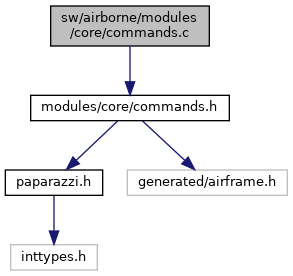 sw/airborne/modules
/core/commands.c
modules/core/commands.h
paparazzi.h
generated/airframe.h
inttypes.h